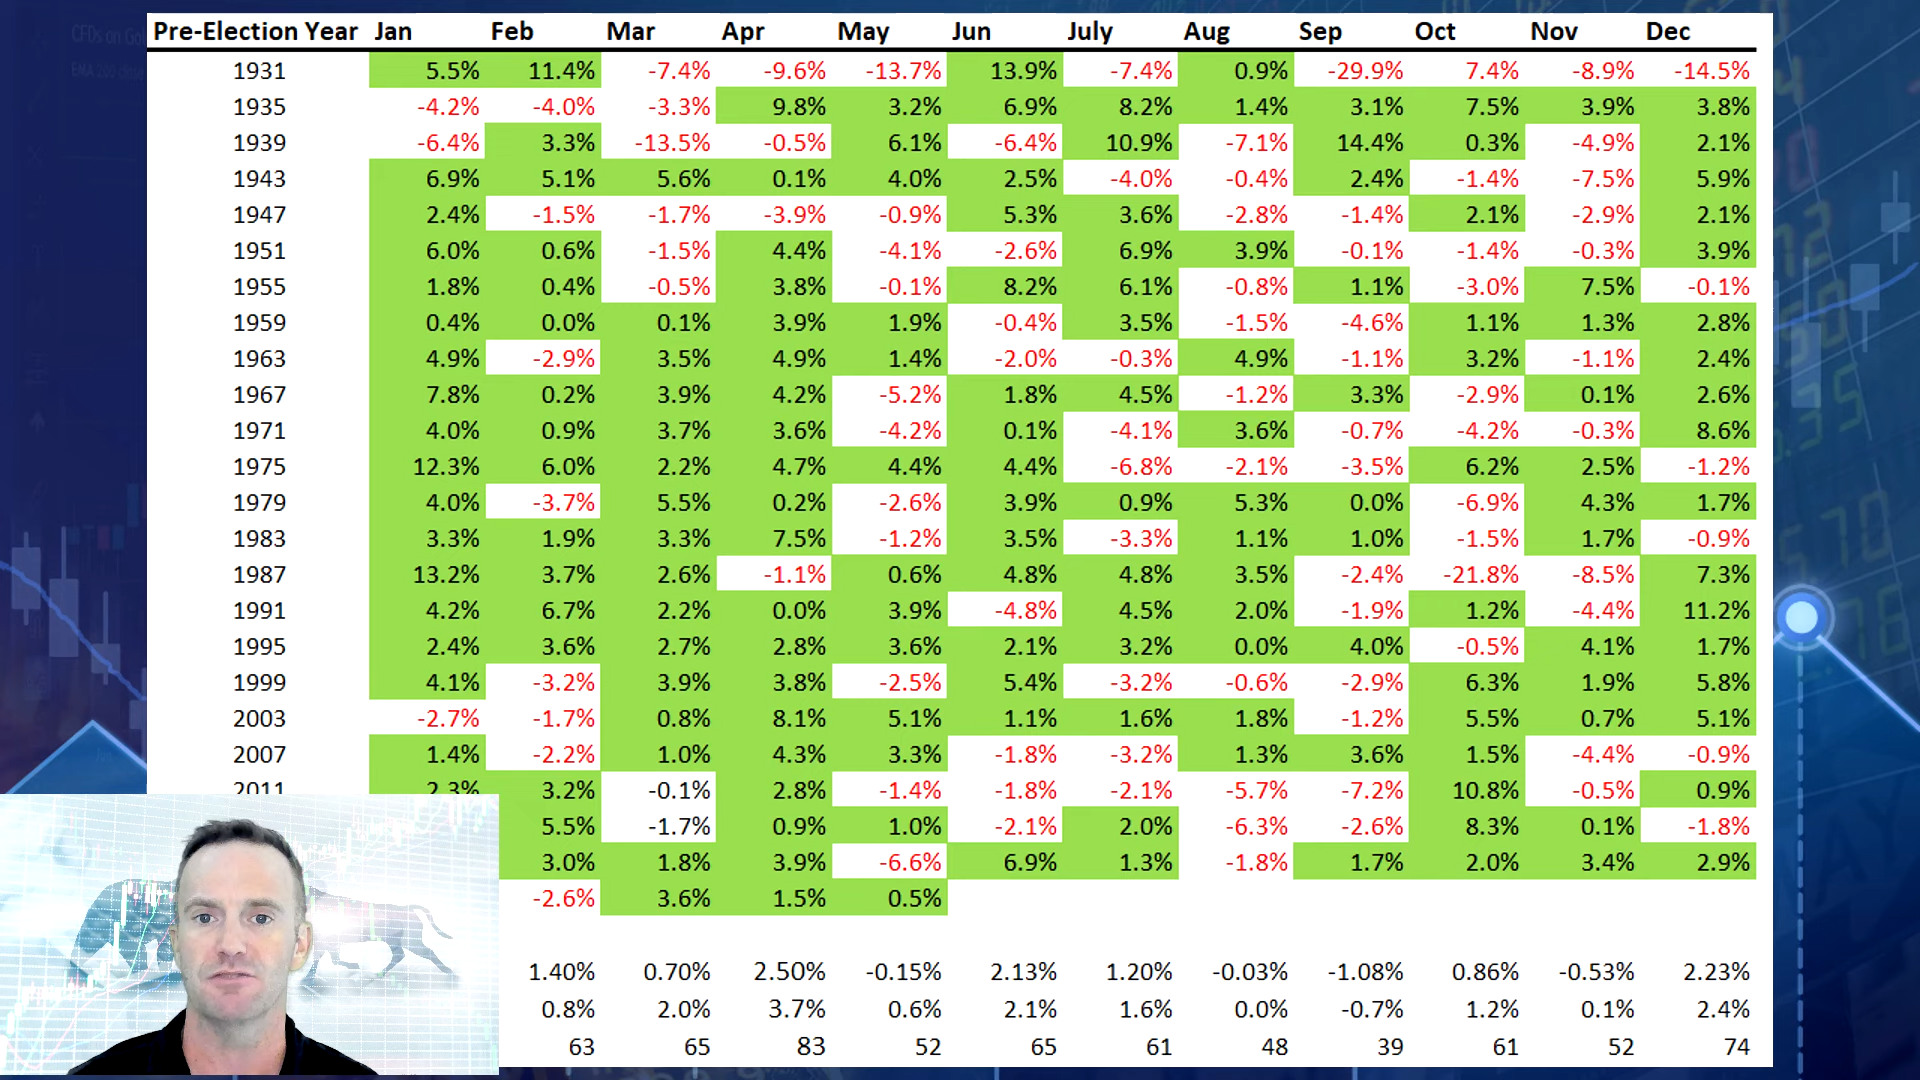 Pre-Election Year Jan Feb Mar Apr May Jun July Aug Sep Oct Nov Dec
1931 5.5% 11.4% -7.4% -9.6% -13.7% 13.9% -7.4% 0.9% -29.9% 7.4% -8.9% -14.5%
1935 -4.2% -4.0% -3.3% 9.8% 3.2% 6.9% 8.2% 1.4% 3.1% 7.5% 3.9% 3.8%
1939 -6.4% 3.3% -13.5% -0.5% 6.1% -6.4% 10.9% -7.1% 14.4% 0.3% -4.9% 2.1%
1943 6.9% 5.1% 5.6% 0.1% 4.0% 2.5% -4.0% -0.4% 2.4% -1.4% -7.5% 5.9%
1947 2.4% -1.5% -1.7% -3.9% -0.9% 5.3% 3.6% -2.8% -1.4% 2.1% -2.9% 2.1%
1951 6.0% 0.6% -1.5% 4.4% -4.1% -2.6% 6.9% 3.9% -0.1% -1.4% -0.3% 3.9%
1955 1.8% 0.4% -0.5% 3.8% -0.1% 8.2% 6.1% -0.8% 1.1% -3.0% 7.5% -0.1%
1959 0.4% 0.0% 0.1% 3.9% 1.9% -0.4% 3.5% -1.5% -4.6% 1.1% 1.3% 2.8%
1963 4.9% -2.9% 3.5% 4.9% 1.4% -2.0% -0.3% 4.9% -1.1% 3.2% -1.1% 2.4%
1967 7.8% 0.2% 3.9% 4.2% -5.2% 1.8% 4.5% -1.2% 3.3% -2.9% 0.1% 2.6%
1971 4.0% 0.9% 3.7% 3.6% -4.2% 0.1% -4.1% 3.6% -0.7% -4.2% -0.3% 8.6%
1975 12.3% 6.0% 2.2% 4.7% 4.4% 4.4% -6.8% -2.1% -3.5% 6.2% 2.5% -1.2%
1979 4.0% -3.7% 5.5% 0.2% -2.6% 3.9% 0.9% 5.3% 0.0% -6.9% 4.3% 1.7%
1983 3.3% 1.9% 3.3% 7.5% -1.2% 3.5% -3.3% 1.1% 1.0% -1.5% 1.7% -0.9%
1987 13.2% 3.7% 2.6% -1.1% 0.6% 4.8% 4.8% 3.5% -2.4% -21.8% -8.5% 7.3%
1991 4.2% 6.7% 2.2% 0.0% 3.9% -4.8% 4.5% 2.0% -1.9% 1.2% -4.4% 11.2%
1995 2.4% 3.6% 2.7% 2.8% 3.6% 2.1% 3.2% 0.0% 4.0% -0.5% 4.1% 1.7%
1999 4.1% -3.2% 3.9% 3.8% -2.5% 5.4% -3.2% -0.6% -2.9% 6.3% 1.9% 5.8%
2003 -2.7% -1.7% 0.8% 8.1% 5.1% 1.1% 1.6% 1.8% -1.2% 5.5% 0.7% 5.1%
2007 1.4% -2.2% 1.0% 4.3% 3.3% -1.8% -3.2% 1.3% 3.6% 1.5% -4.4% -0.9%
2011 2.3% 3.2% -0.1% 2.8% -1.4% -1.8% -2.1% -5.7% -7.2% 10.8% -0.5% 0.9%
5.5% -1.7% 0.9% 1.0% -2.1% 2.0% -6.3% -2.6% 8.3% 0.1% -1.8%
3.0% 1.8% 3.9% -6.6% 6.9% 1.3% -1.8% 1.7% 2.0% 3.4% 2.9%
-2.6% 3.6% 1.5% 0.5%
1.40% 0.70% 2.50% -0.15% 2.13% 1.20% -0.03% -1.08% 0.86% -0.53% 2.23%
0.8% 2.0% 3.7% 0.6% 2.1% 1.6% 0.0% -0.7% 1.2% 0.1% 2.4%
63 65 83 52 65 61 48 39 61 52 74